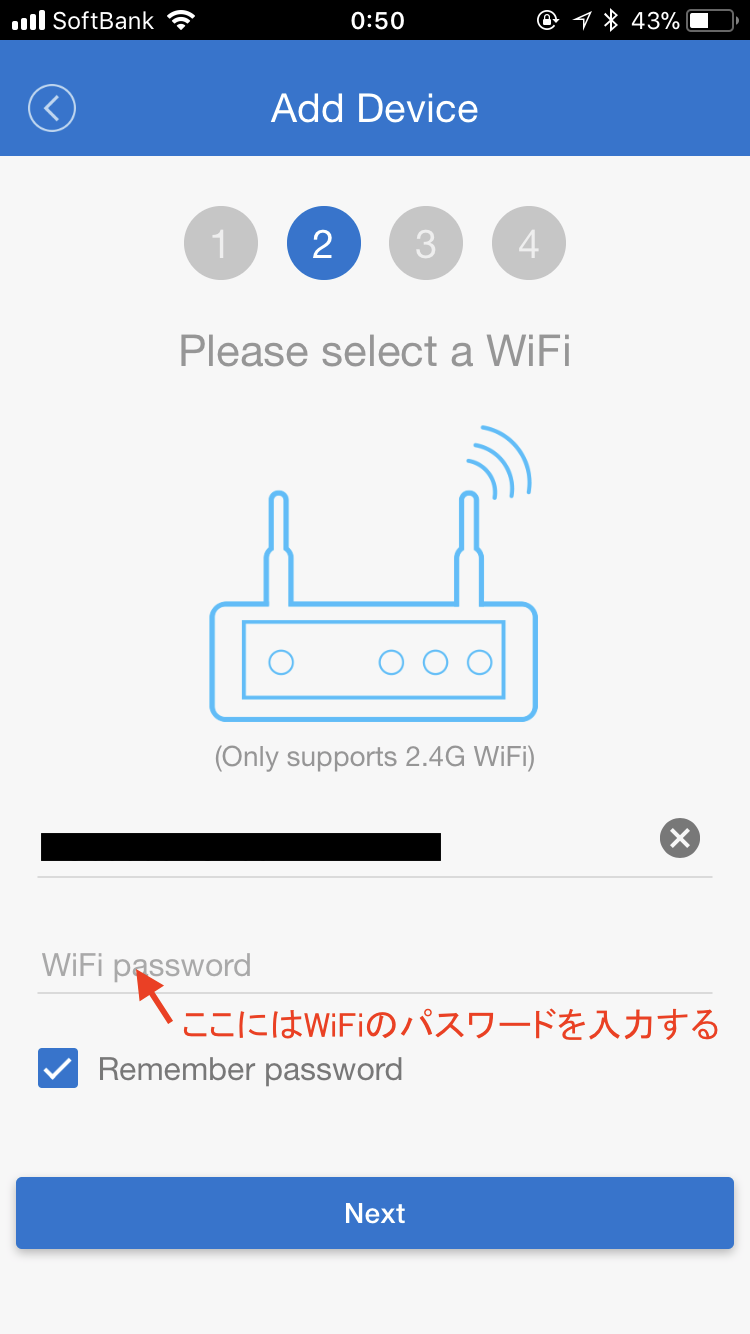 SoftBank 0:50 43%
Add Device
1 2 3 4
Please select a WiFi
(Only supports 2.4G WiFi)
WiFi password
ここにはWiFiのパスワードを入力する
Remember password
Next